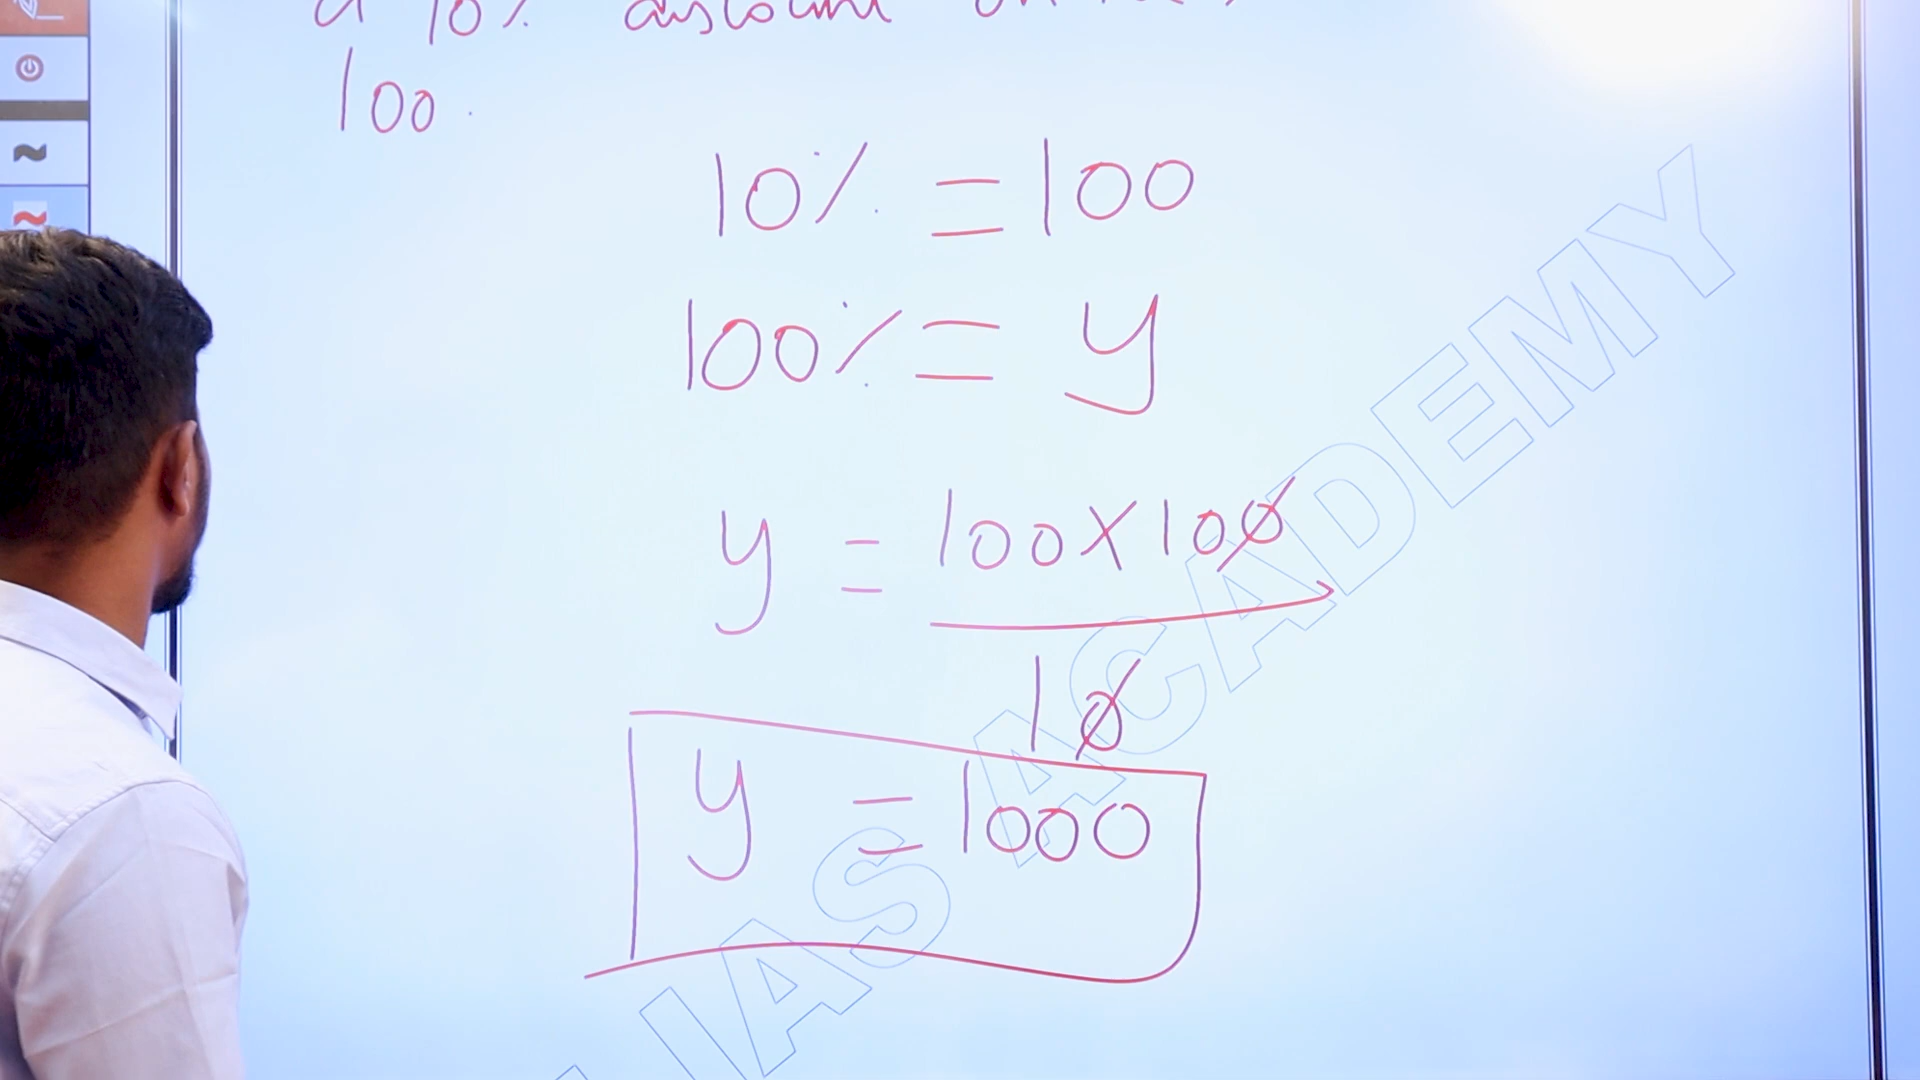 a 10% discount
100.
10% = 100
100% = y
y = 100 X 100
10
y = 1000
IAS ACADEMY